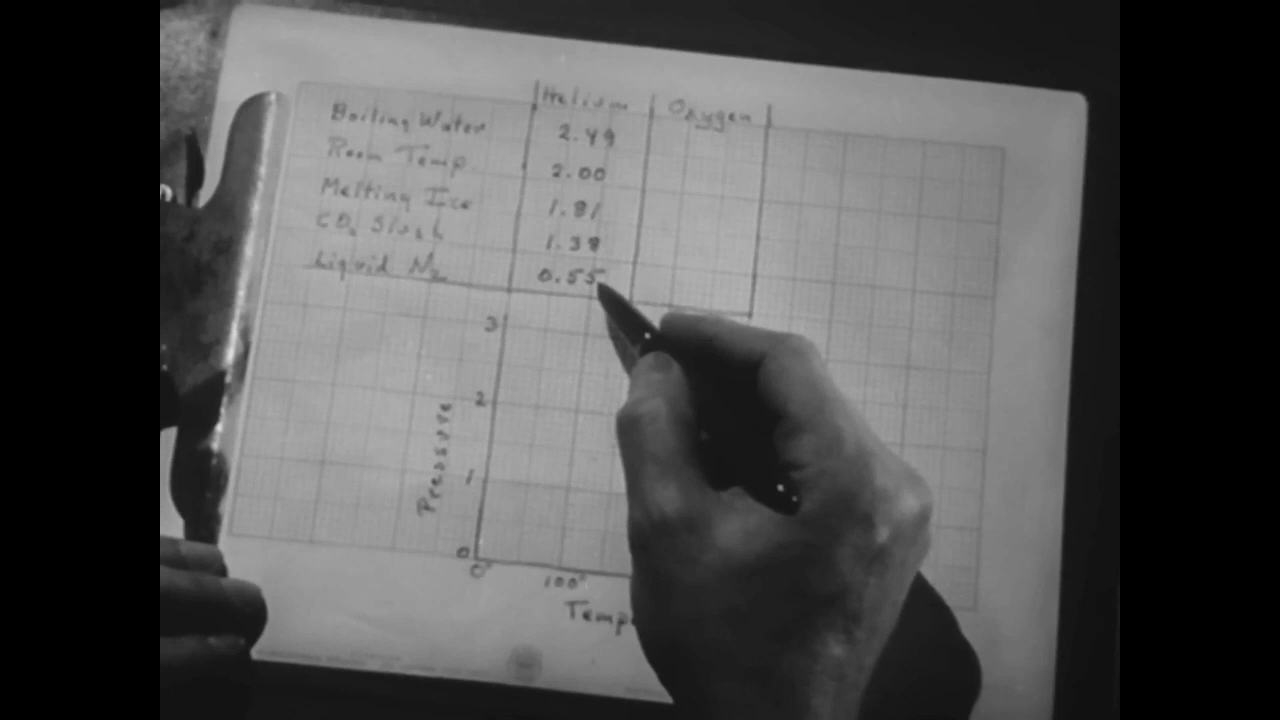 Helium Oxygen
Boiling Water 2.49
Room Temp. 2.00
Melting Ice 1.81
CO₂ Slush 1.38
Liquid N₂ 0.55
3
2
1
0
Pressure
0° 100°
Temp